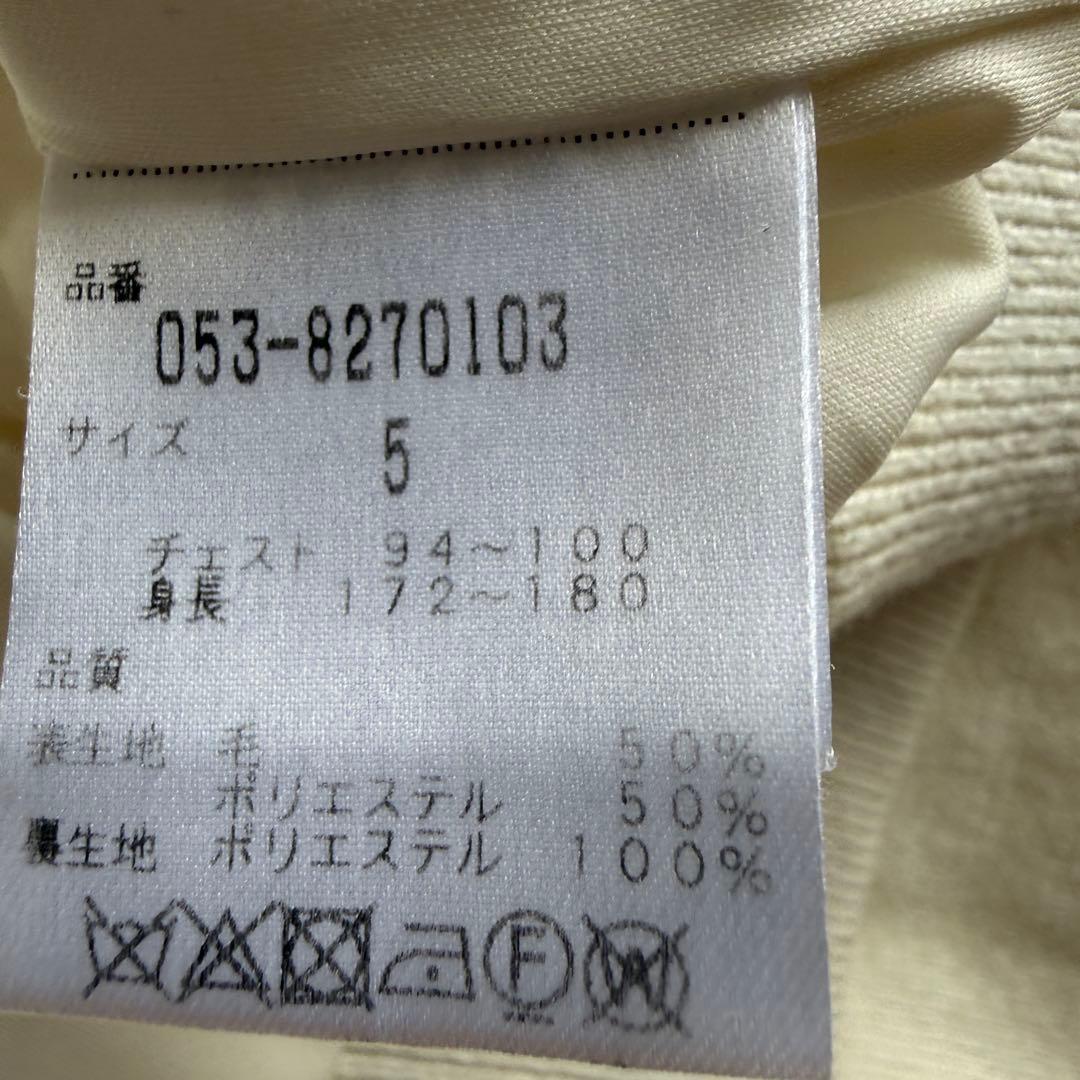 品番
053-8270103
サイズ 5
チェスト 94~100
身長 172~180
品質
表生地 毛 50%
ポリエステル 50%
裏生地 ポリエステル 100%
F
W